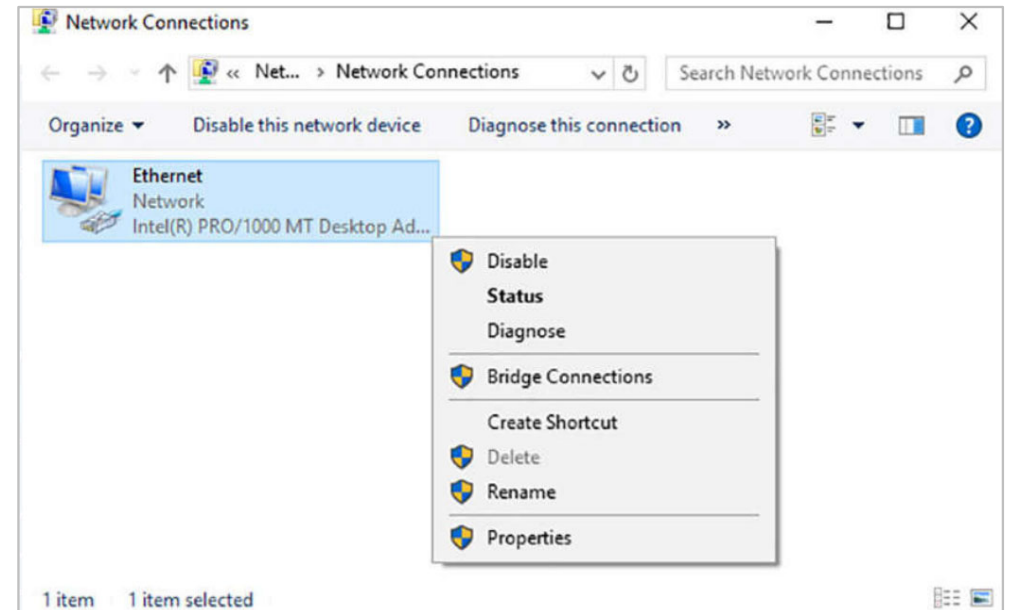 Network Connections
« Net... > Network Connections
Search Network Connections
Organize
Disable this network device
Diagnose this connection
»
?
Ethernet
Network
Intel(R) PRO/1000 MT Desktop Ad...
Disable
Status
Diagnose
Bridge Connections
Create Shortcut
Delete
Rename
Properties
1 item
1 item selected